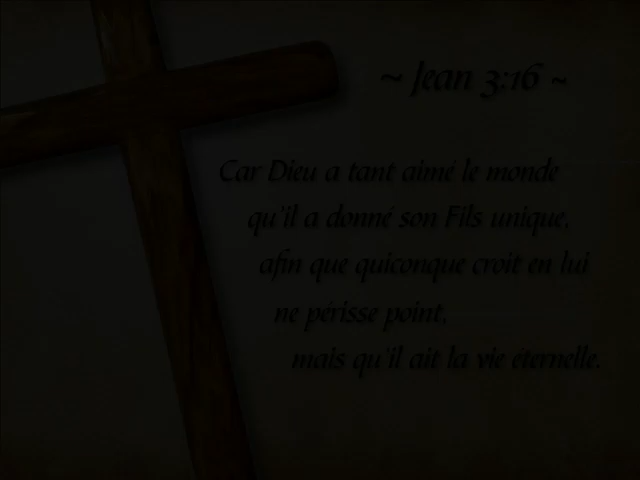 ~ Jean 3:16 ~
Car Dieu a tant aimé le monde
qu'il a donné son Fils unique,
afin que quiconque croit en lui
ne périsse point,
mais qu'il ait la vie éternelle.